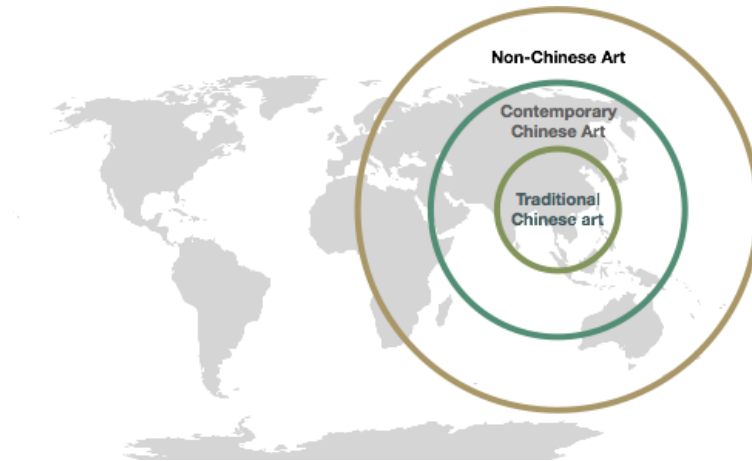 Non-Chinese Art
Contemporary
Chinese Art
Traditional
Chinese art